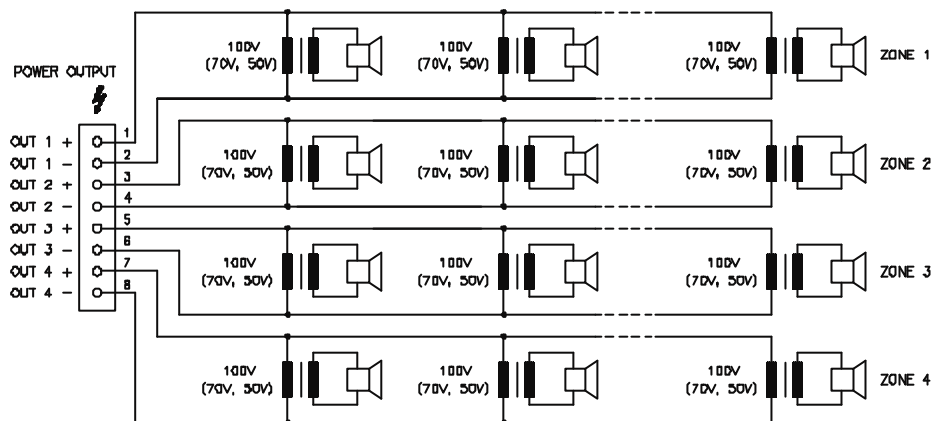 100V 100V 100V
(70V, 50V) (70V, 50V) (70V, 50V)
ZONE 1
POWER OUTPUT
OUT 1 + 1
OUT 1 - 2
OUT 2 + 3
OUT 2 - 4
OUT 3 + 5
OUT 3 - 6
OUT 4 + 7
OUT 4 - 8
100V 100V 100V
(70V, 50V) (70V, 50V) (70V, 50V)
ZONE 2
100V 100V 100V
(70V, 50V) (70V, 50V) (70V, 50V)
ZONE 3
100V 100V 100V
(70V, 50V) (70V, 50V) (70V, 50V)
ZONE 4